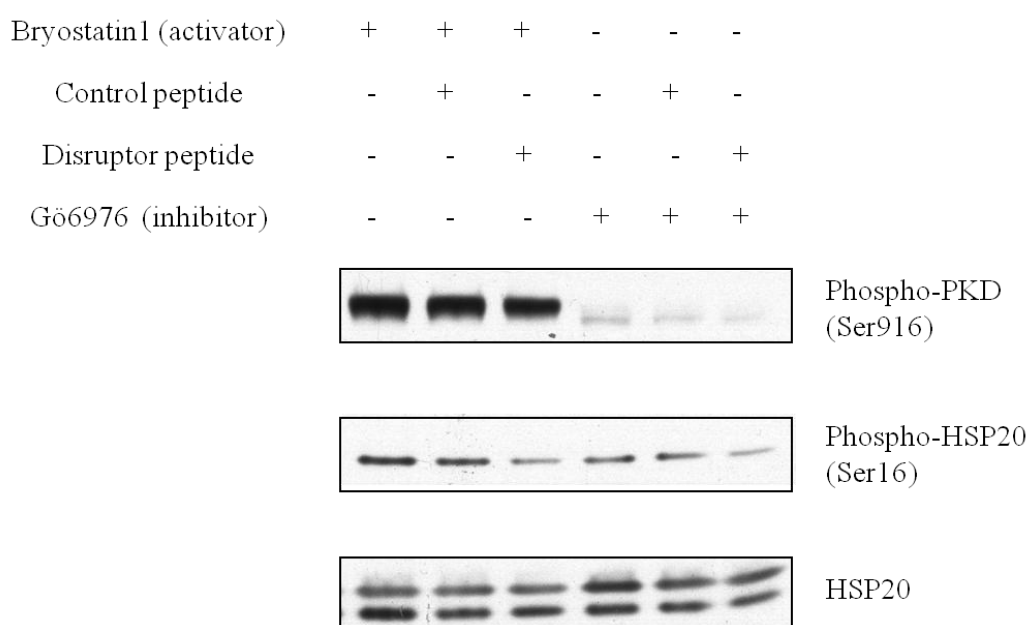 Bryostatin1 (activator) + + + - - -
Control peptide - + - - + -
Disruptor peptide - - + - - +
Gö6976 (inhibitor) - - - + + +
Phospho-PKD
(Ser916)
Phospho-HSP20
(Ser16)
HSP20